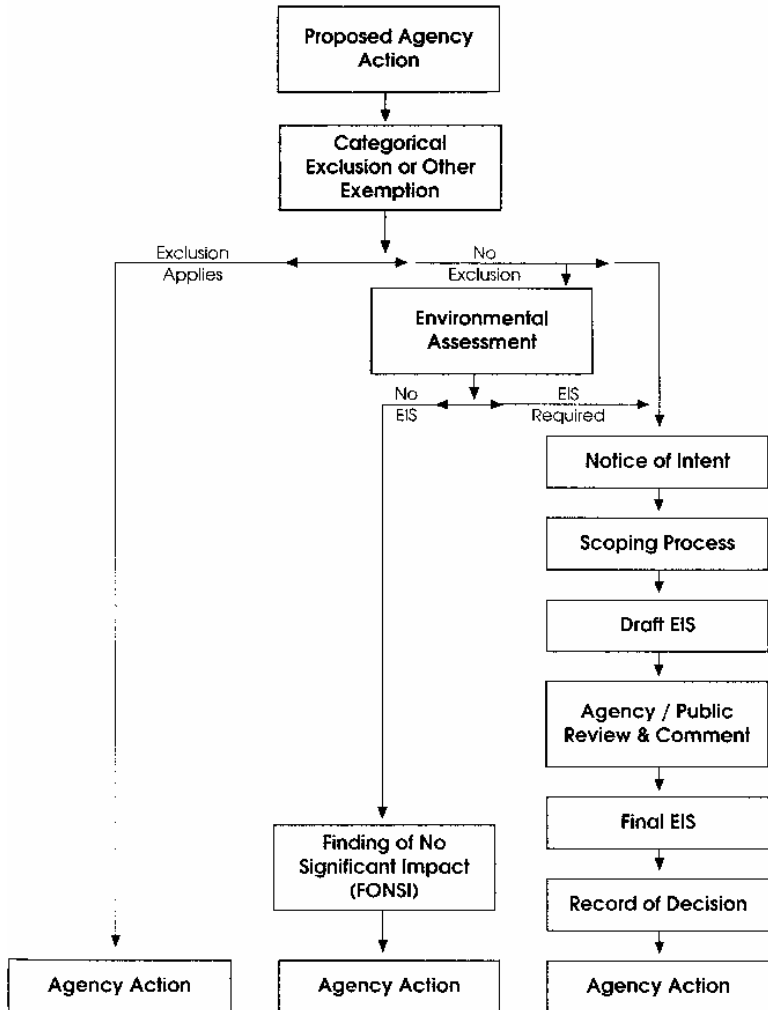 Proposed Agency
Action
Categorical
Exclusion or Other
Exemption
Exclusion
Applies
No
Exclusion
Environmental
Assessment
No
EIS
EIS
Required
Notice of Intent
Scoping Process
Draft EIS
Agency / Public
Review & Comment
Final EIS
Finding of No
Significant Impact
(FONSI)
Record of Decision
Agency Action
Agency Action
Agency Action